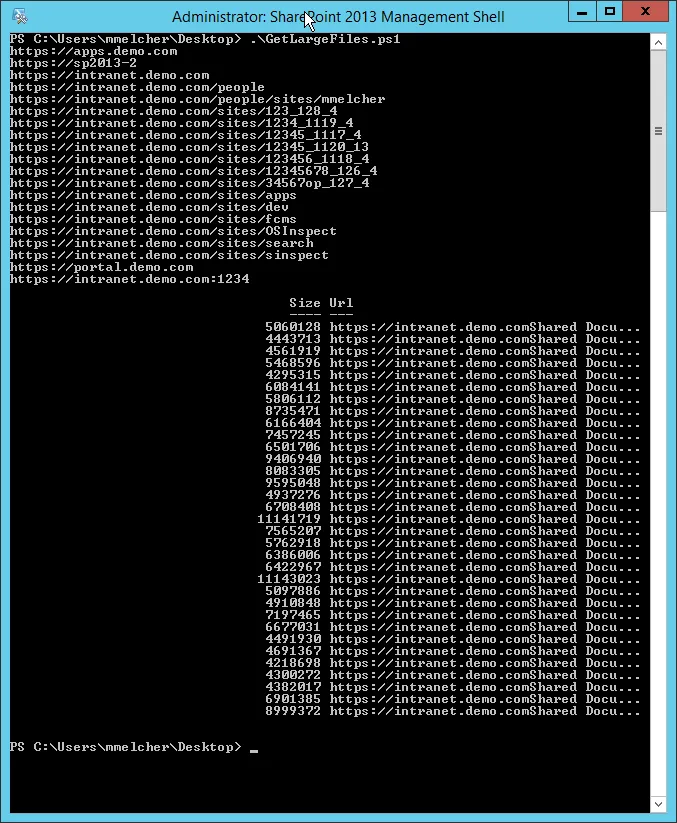 Administrator: SharePoint 2013 Management Shell
PS C:\Users\mmelcher\Desktop> .\GetLargeFiles.ps1
https://apps.demo.com
https://sp2013-2
https://intranet.demo.com
https://intranet.demo.com/people
https://intranet.demo.com/people/sites/mmelcher
https://intranet.demo.com/sites/123_128_4
https://intranet.demo.com/sites/1234_1119_4
https://intranet.demo.com/sites/12345_1117_4
https://intranet.demo.com/sites/12345_1120_13
https://intranet.demo.com/sites/123456_1118_4
https://intranet.demo.com/sites/12345678_126_4
https://intranet.demo.com/sites/34567op_127_4
https://intranet.demo.com/sites/apps
https://intranet.demo.com/sites/dev
https://intranet.demo.com/sites/fcms
https://intranet.demo.com/sites/OSInspect
https://intranet.demo.com/sites/search
https://intranet.demo.com/sites/sinspect
https://portal.demo.com
https://intranet.demo.com:1234
Size Url
---- ---
5060128 https://intranet.demo.comShared Docu...
4443713 https://intranet.demo.comShared Docu...
4561919 https://intranet.demo.comShared Docu...
5468596 https://intranet.demo.comShared Docu...
4295315 https://intranet.demo.comShared Docu...
6084141 https://intranet.demo.comShared Docu...
5806112 https://intranet.demo.comShared Docu...
8735471 https://intranet.demo.comShared Docu...
6166404 https://intranet.demo.comShared Docu...
7457245 https://intranet.demo.comShared Docu...
6501706 https://intranet.demo.comShared Docu...
9406940 https://intranet.demo.comShared Docu...
8083305 https://intranet.demo.comShared Docu...
9595048 https://intranet.demo.comShared Docu...
4937276 https://intranet.demo.comShared Docu...
6708408 https://intranet.demo.comShared Docu...
11141719 https://intranet.demo.comShared Docu...
7565207 https://intranet.demo.comShared Docu...
5762918 https://intranet.demo.comShared Docu...
6386006 https://intranet.demo.comShared Docu...
6422967 https://intranet.demo.comShared Docu...
11143023 https://intranet.demo.comShared Docu...
5097886 https://intranet.demo.comShared Docu...
4910848 https://intranet.demo.comShared Docu...
7197465 https://intranet.demo.comShared Docu...
6677031 https://intranet.demo.comShared Docu...
4491930 https://intranet.demo.comShared Docu...
4691367 https://intranet.demo.comShared Docu...
4218698 https://intranet.demo.comShared Docu...
4300272 https://intranet.demo.comShared Docu...
4382017 https://intranet.demo.comShared Docu...
6901385 https://intranet.demo.comShared Docu...
8999372 https://intranet.demo.comShared Docu...
PS C:\Users\mmelcher\Desktop> _